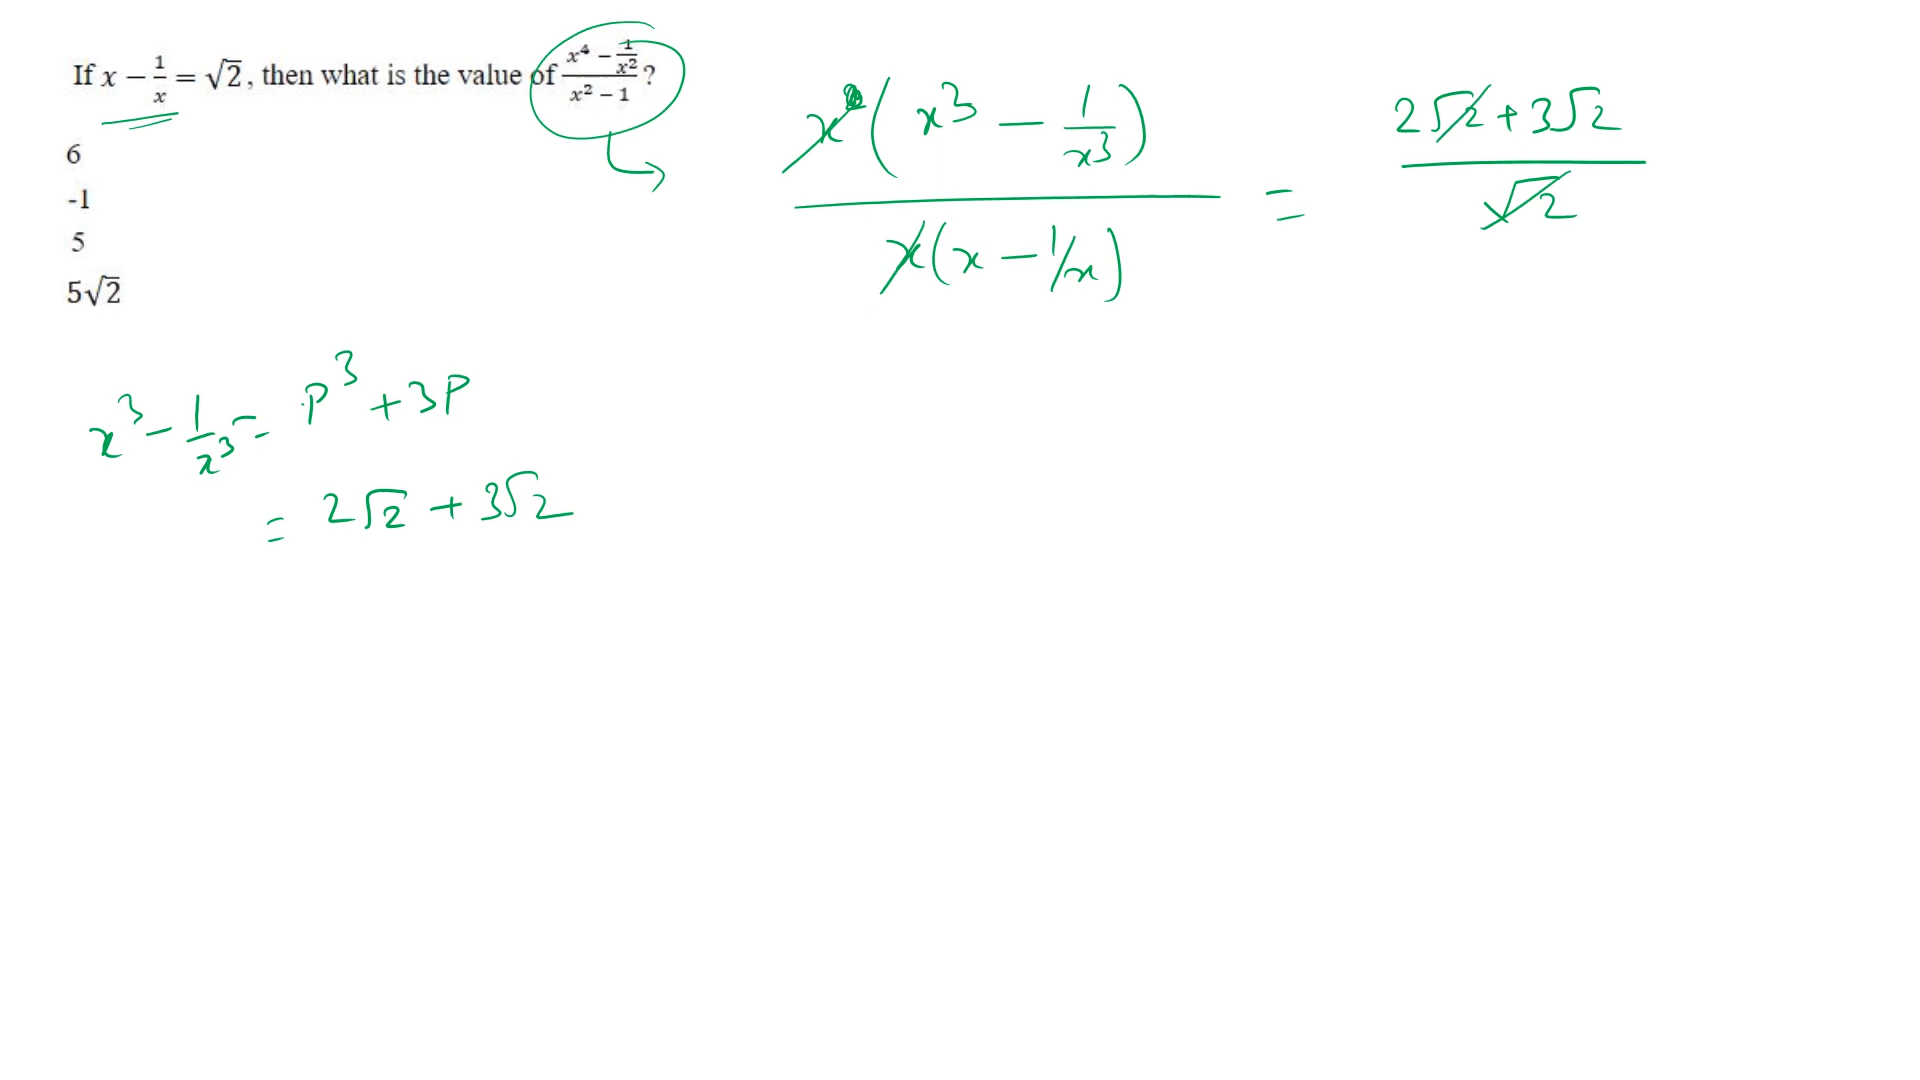 If x − 1/x = √2, then what is the value of (x⁴ − 1/x²)/(x² − 1)?
6
-1
5
5√2
x(x³ − 1/x³) / x(x − 1/x) = (2√2 + 3√2)/√2
x³ − 1/x³ = p³ + 3p
= 2√2 + 3√2